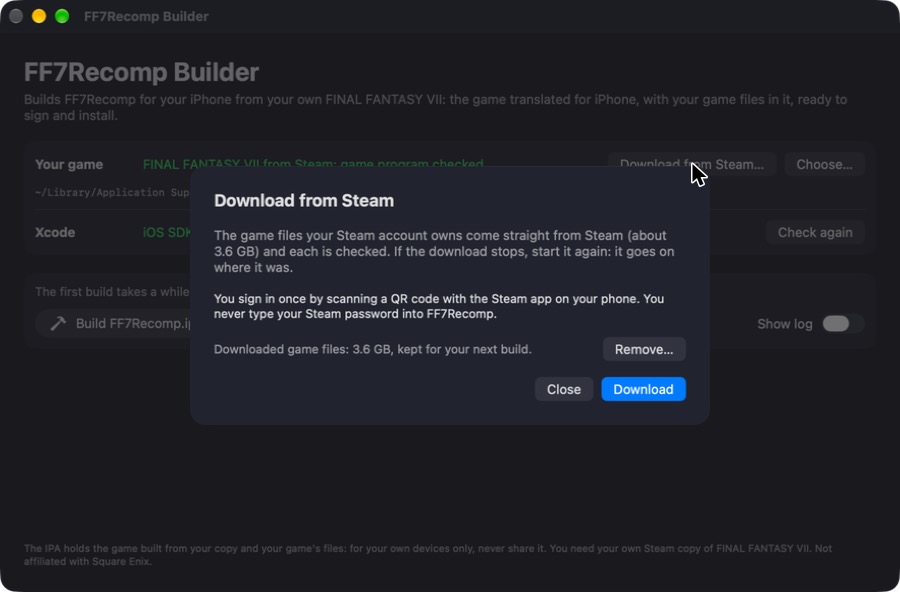 FF7Recomp Builder
FF7Recomp Builder
Builds FF7Recomp for your iPhone from your own FINAL FANTASY VII: the game translated for iPhone, with your game files in it, ready to
sign and install.
Your game FINAL FANTASY VII from Steam: game program checked Download from Steam... Choose...
~/Library/Application Sup
Xcode iOS SDK Check again
Download from Steam
The game files your Steam account owns come straight from Steam (about
3.6 GB) and each is checked. If the download stops, start it again: it goes on
where it was.
You sign in once by scanning a QR code with the Steam app on your phone. You
never type your Steam password into FF7Recomp.
Downloaded game files: 3.6 GB, kept for your next build. Remove...
Close Download
The first build takes a while
Build FF7Recomp.ip Show log
The IPA holds the game built from your copy and your game's files: for your own devices only, never share it. You need your own Steam copy of FINAL FANTASY VII. Not
affiliated with Square Enix.